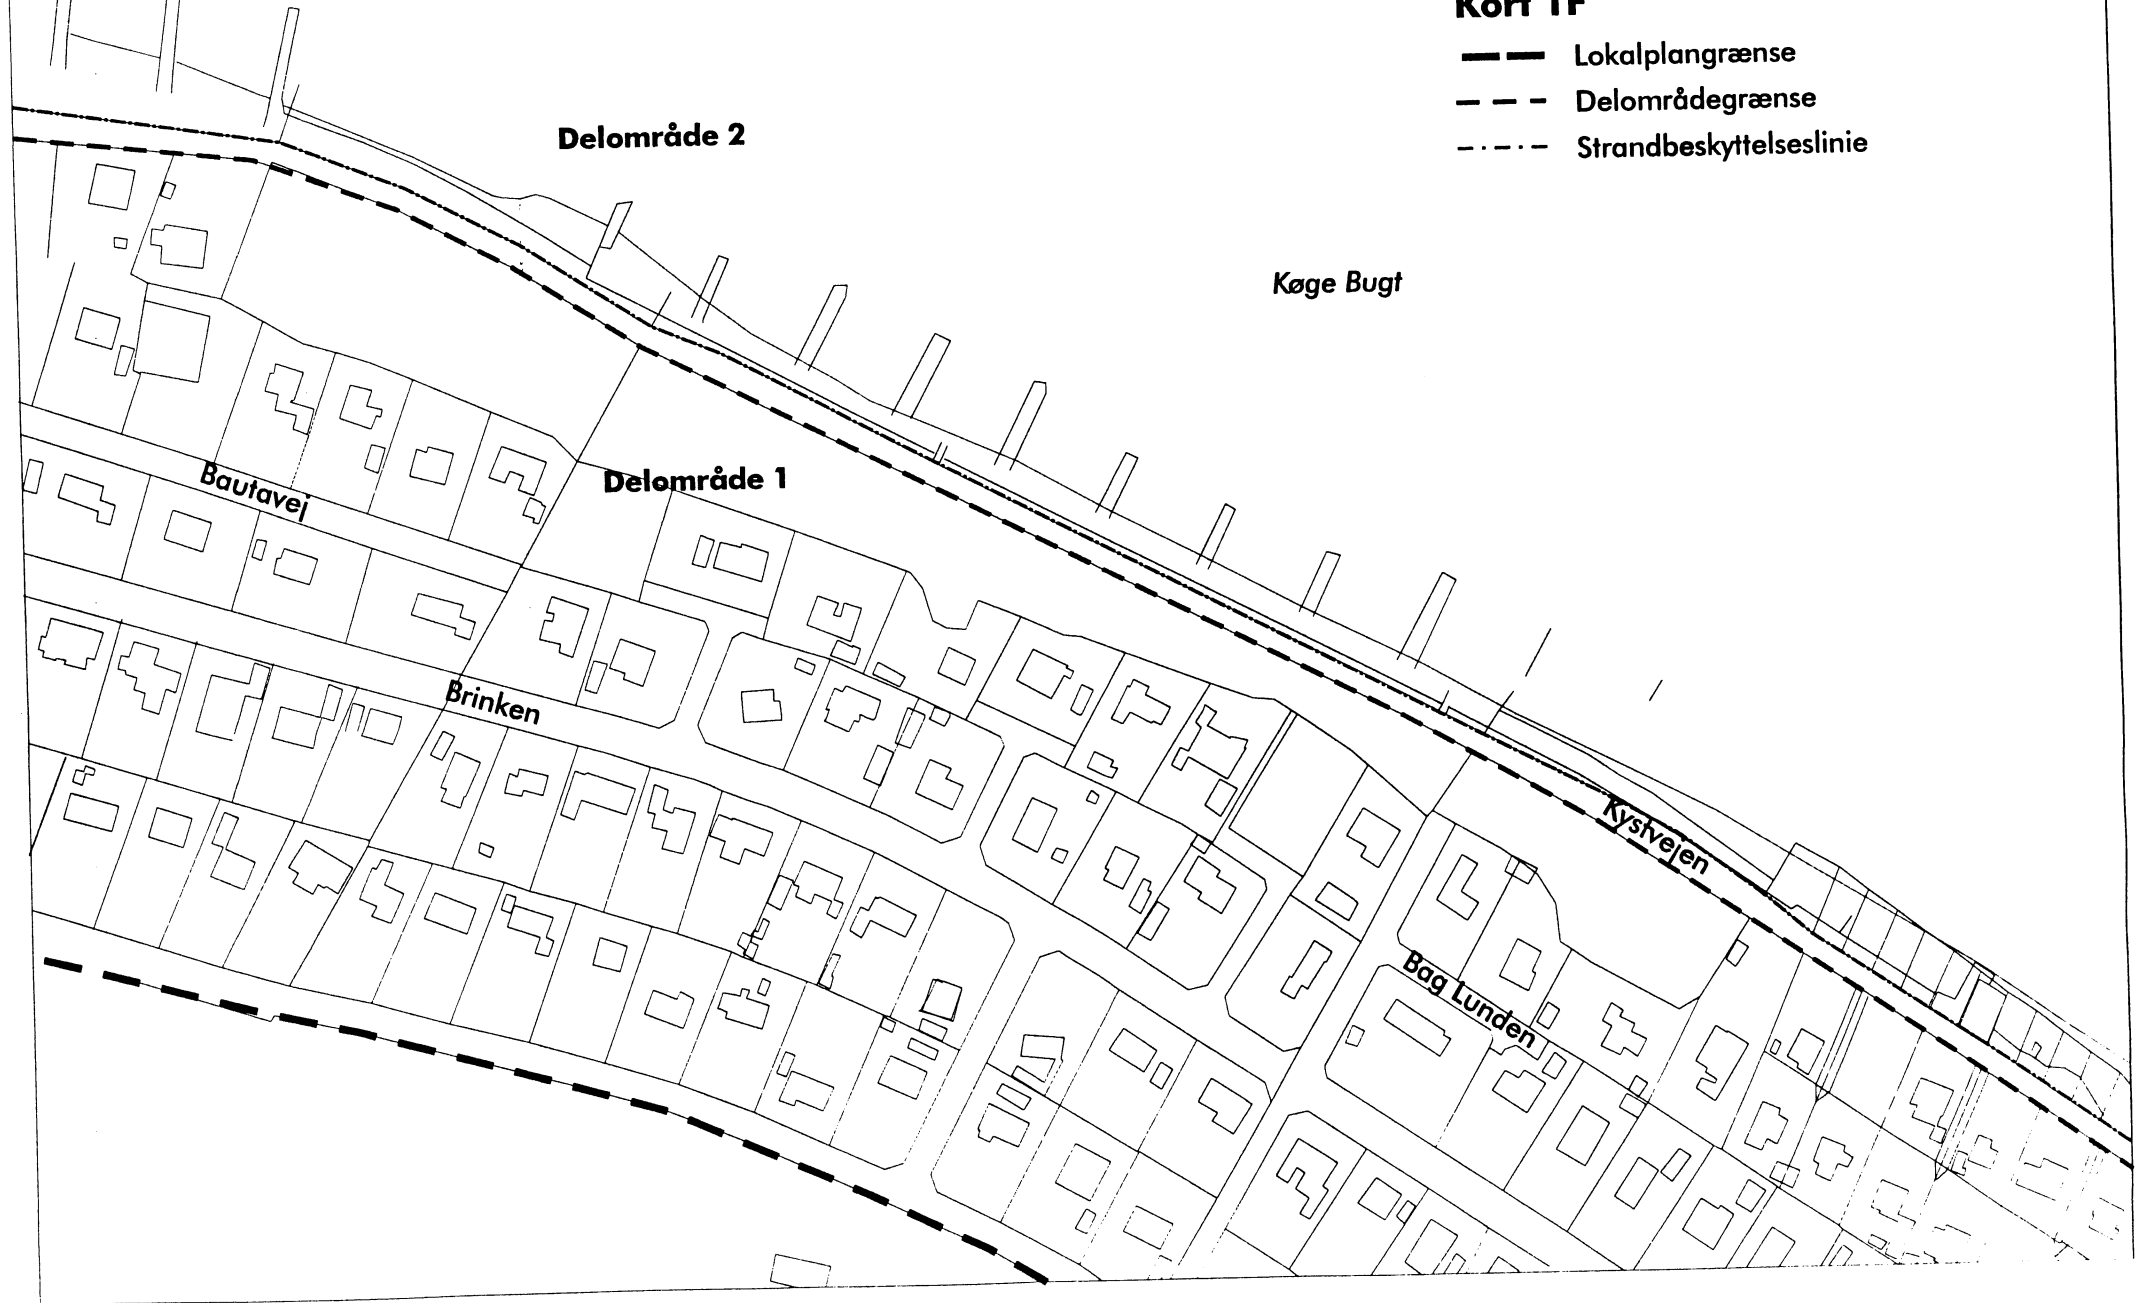 Kort 1F
Lokalplangrænse
Delområdegrænse
Strandbeskyttelseslinie
Delområde 2
Køge Bugt
Delområde 1
Bautavej
Brinken
Kystvejen
Bag Lunden